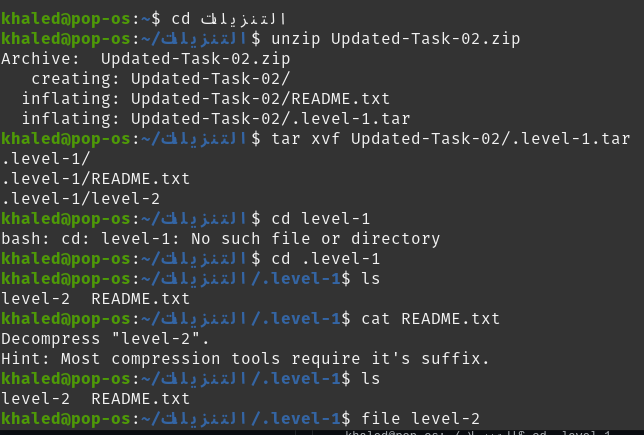 khaled@pop-os:~$ cd التنزيلات
khaled@pop-os:~/التنزيلات$ unzip Updated-Task-02.zip
Archive:  Updated-Task-02.zip
   creating: Updated-Task-02/
  inflating: Updated-Task-02/README.txt
  inflating: Updated-Task-02/.level-1.tar
khaled@pop-os:~/التنزيلات$ tar xvf Updated-Task-02/.level-1.tar
.level-1/
.level-1/README.txt
.level-1/level-2
khaled@pop-os:~/التنزيلات$ cd level-1
bash: cd: level-1: No such file or directory
khaled@pop-os:~/التنزيلات$ cd .level-1
khaled@pop-os:~/التنزيلات/.level-1$ ls
level-2  README.txt
khaled@pop-os:~/التنزيلات/.level-1$ cat README.txt
Decompress "level-2".
Hint: Most compression tools require it's suffix.
khaled@pop-os:~/التنزيلات/.level-1$ ls
level-2  README.txt
khaled@pop-os:~/التنزيلات/.level-1$ file level-2